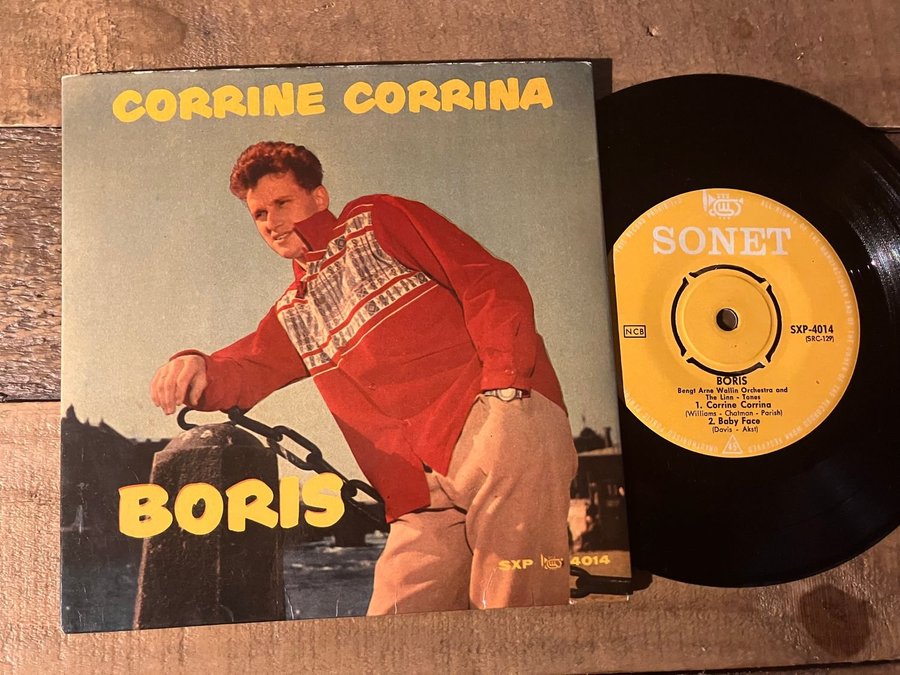 CORRINE CORRINA
BORIS
SXP 4014
SONET
NCB
SXP-4014
(SRC-129)
BORIS
Bengt Arne Wallin Orchestra and
The Linn - Tones
1. Corrine Corrina
(Williams - Chatman - Parish)
2. Baby Face
(Davis - Akst)
45